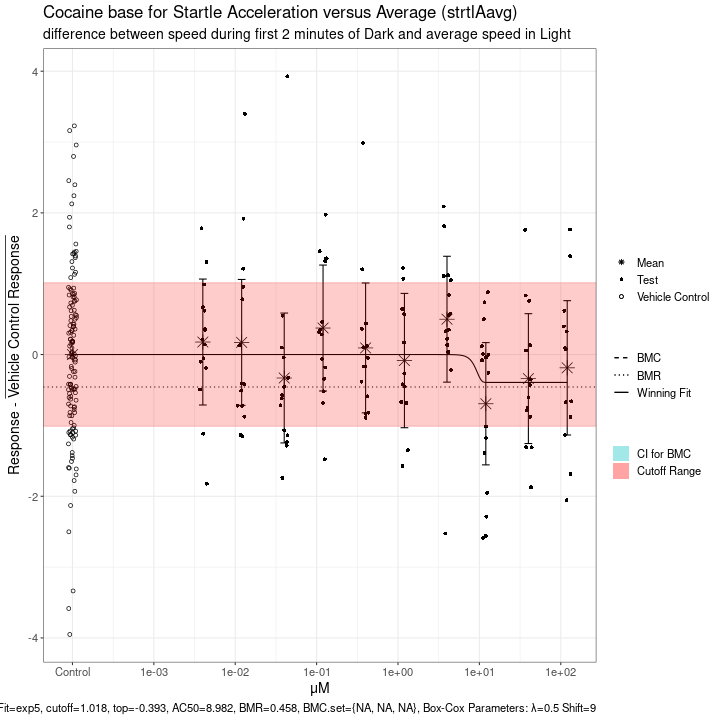 Cocaine base for Startle Acceleration versus Average (strtlAavg)
difference between speed during first 2 minutes of Dark and average speed in Light
Response - Vehicle Control Response
4
2
0
-2
-4
Control
1e-03
1e-02
1e-01
1e+00
1e+01
1e+02
µM
Mean
Test
Vehicle Control
BMC
BMR
Winning Fit
CI for BMC
Cutoff Range
Fit=exp5, cutoff=1.018, top=-0.393, AC50=8.982, BMR=0.458, BMC.set={NA, NA, NA}, Box-Cox Parameters: λ=0.5 Shift=9